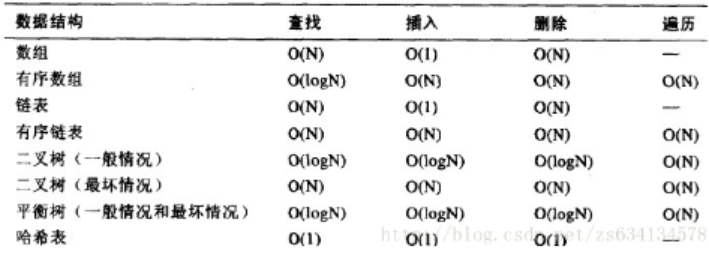 数据结构 查找 插入 删除 遍历
数组 O(N) O(1) O(N) —
有序数组 O(logN) O(N) O(N) O(N)
链表 O(N) O(1) O(N) —
有序链表 O(N) O(N) O(N) O(N)
二叉树（一般情况） O(logN) O(logN) O(logN) O(N)
二叉树（最坏情况） O(N) O(N) O(N) O(N)
平衡树（一般情况和最坏情况） O(logN) O(logN) O(logN) O(N)
哈希表 O(1) O(1) O(1) —
http://blog.csdn.net/zs634134578